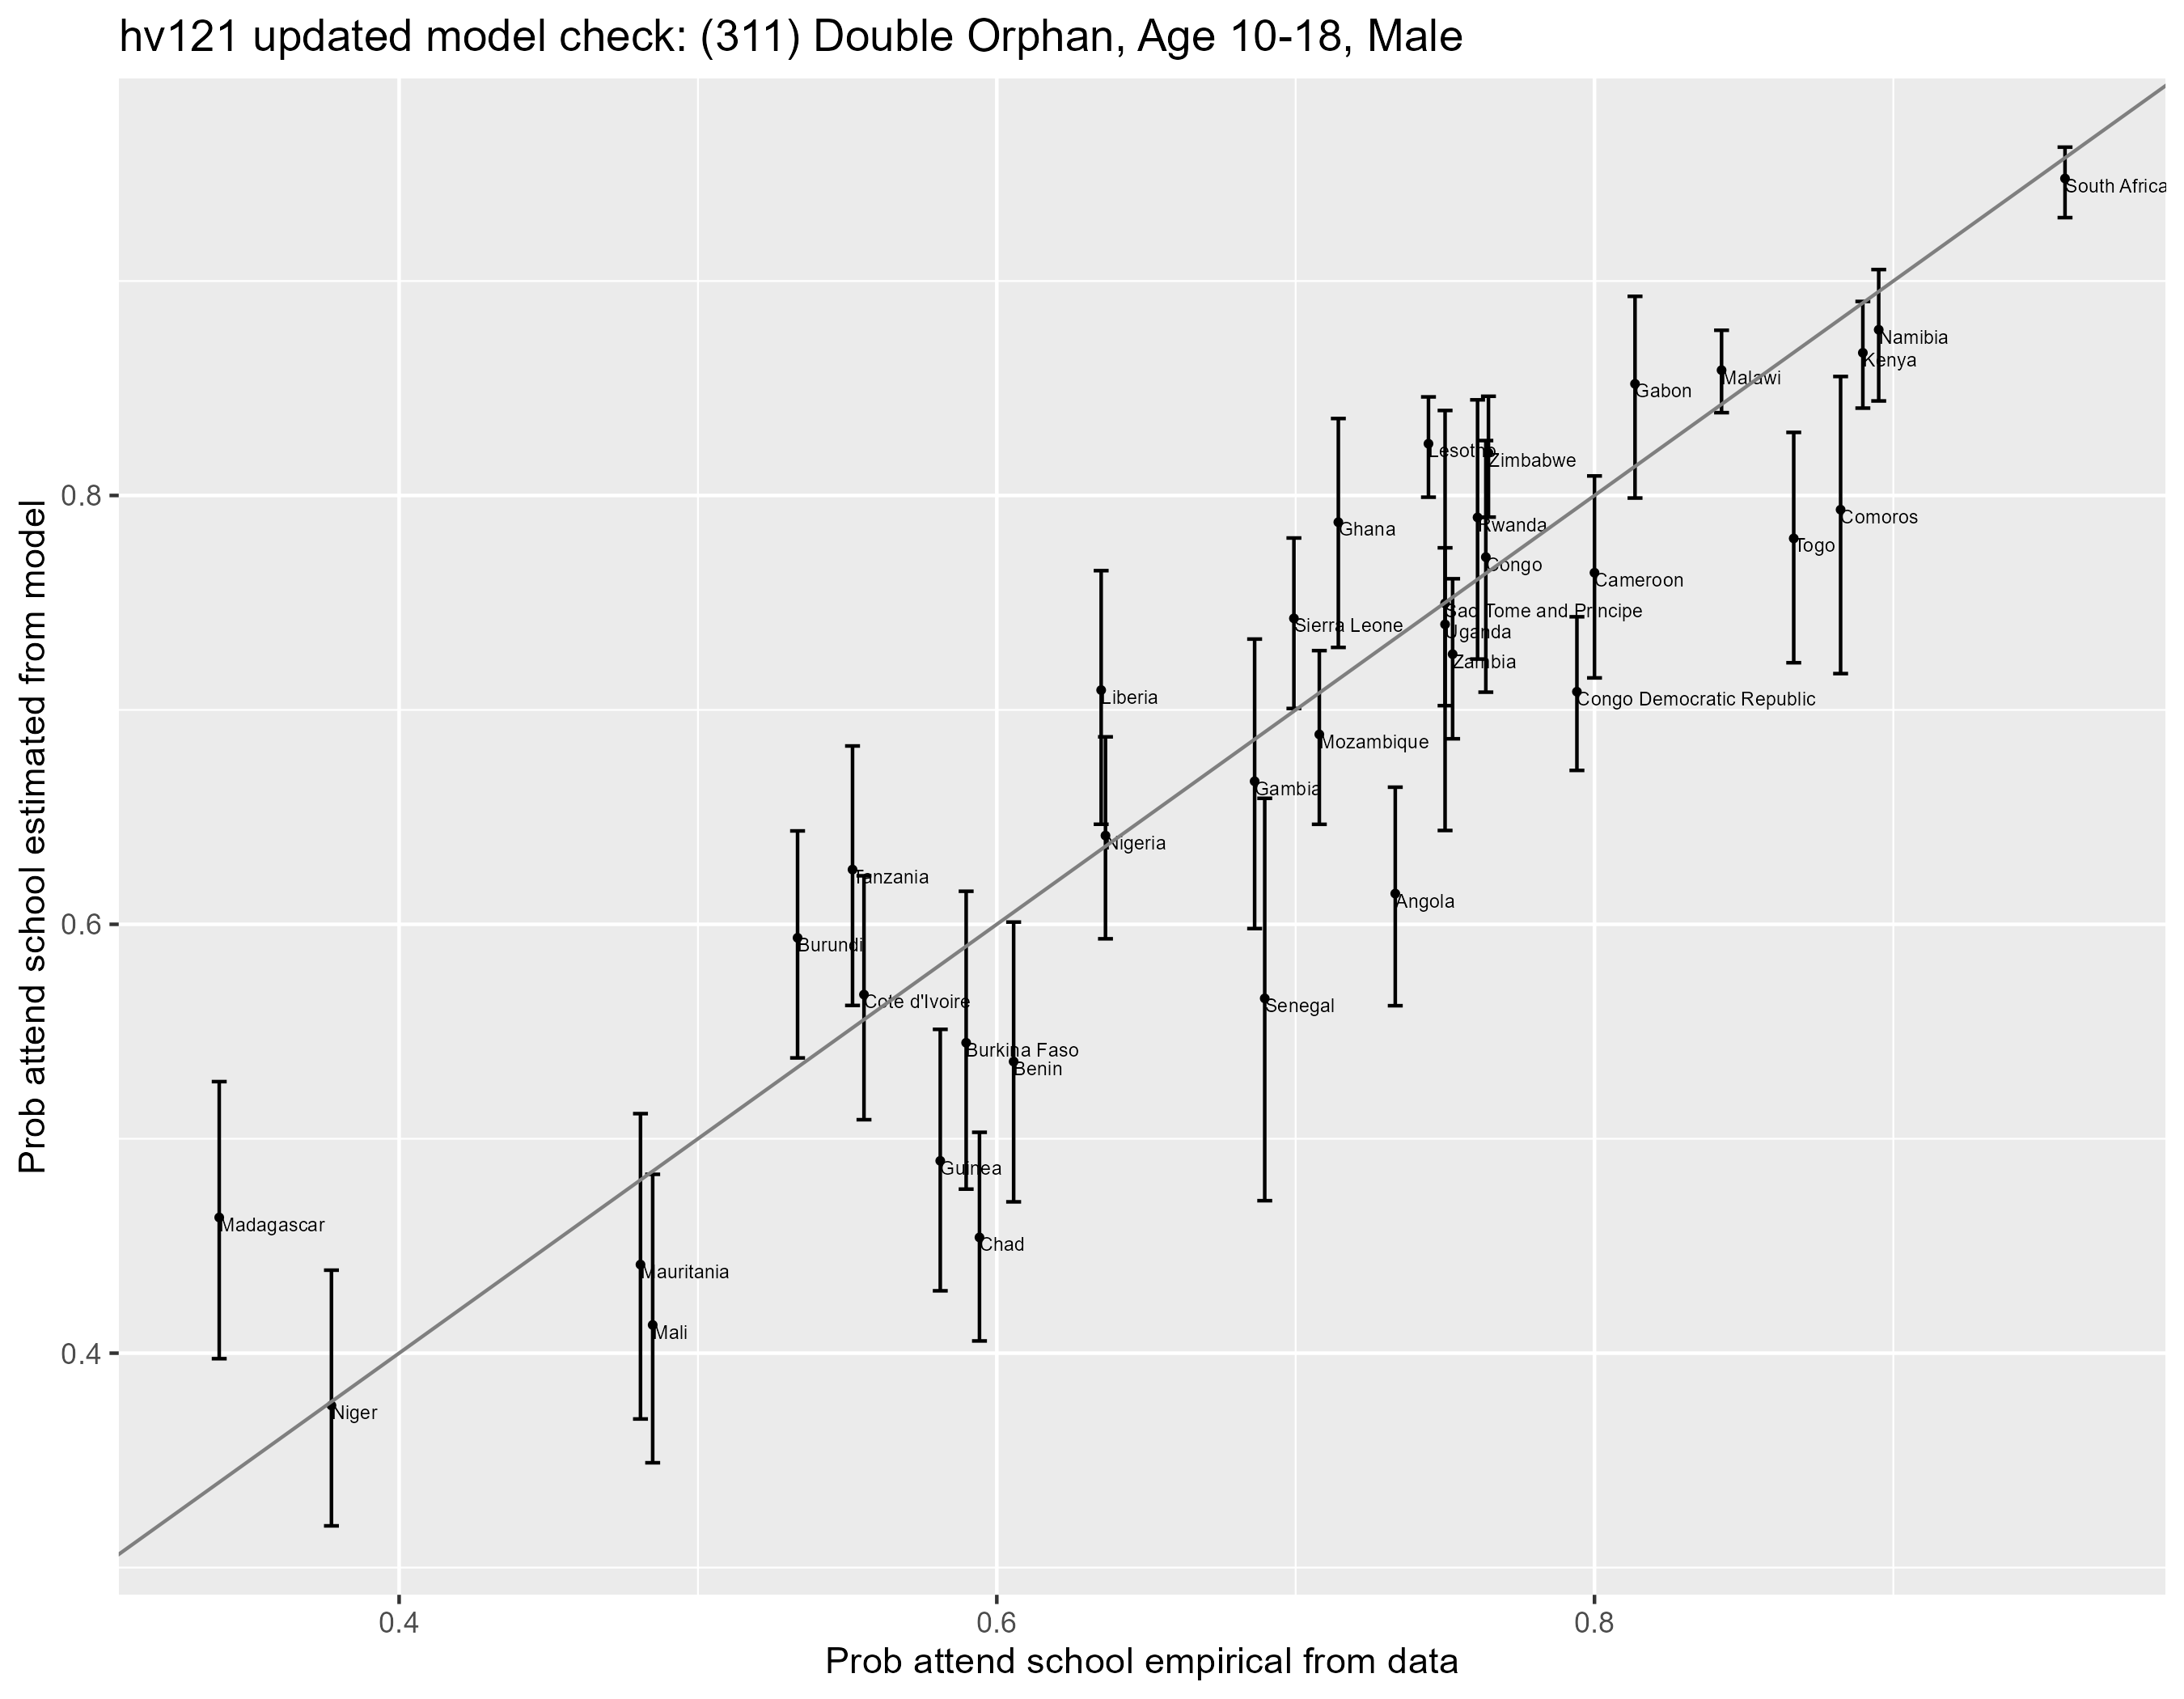 hv121 updated model check: (311) Double Orphan, Age 10-18, Male
Prob attend school estimated from model
0.8
0.6
0.4
South Africa
Namibia
Kenya
Malawi
Gabon
Lesotho
Zimbabwe
Comoros
Rwanda
Ghana
Togo
Congo
Cameroon
Sao Tome and Principe
Sierra Leone
Uganda
Zambia
Liberia
Congo Democratic Republic
Mozambique
Gambia
Nigeria
Tanzania
Angola
Burundi
Cote d'Ivoire
Senegal
Burkina Faso
Benin
Guinea
Madagascar
Chad
Mauritania
Mali
Niger
0.4
0.6
0.8
Prob attend school empirical from data